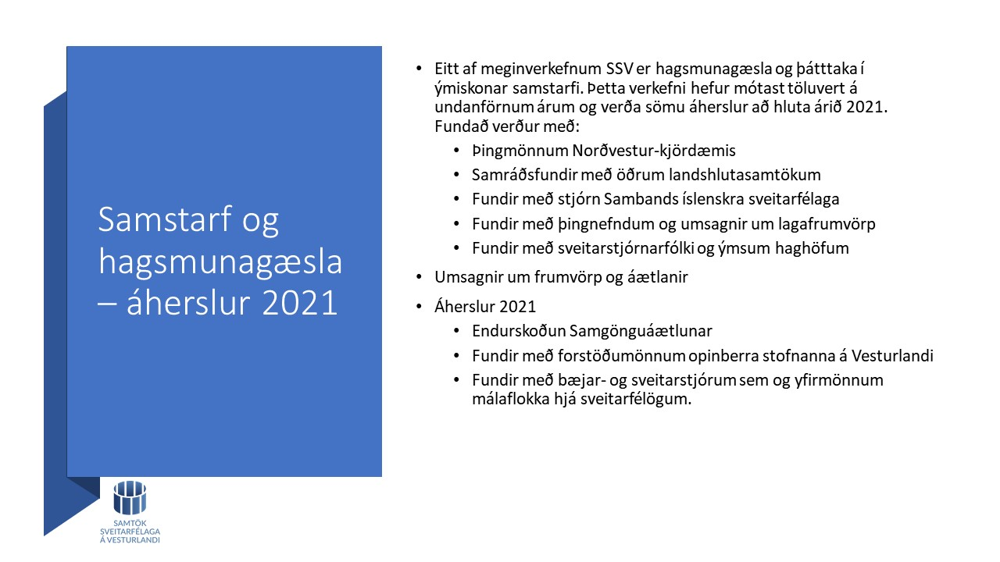 Samstarf og
hagsmunagæsla
– áherslur 2021
• Eitt af meginverkefnum SSV er hagsmunagæsla og þátttaka í
ýmiskonar samstarfi. Þetta verkefni hefur mótast töluvert á
undanförnum árum og verða sömu áherslur að hluta árið 2021.
Fundað verður með:
• Þingmönnum Norðvestur-kjördæmis
• Samráðsfundir með öðrum landshlutasamtökum
• Fundir með stjórn Sambands íslenskra sveitarfélaga
• Fundir með þingnefndum og umsagnir um lagafrumvörp
• Fundir með sveitarstjórnarfólki og ýmsum haghöfum
• Umsagnir um frumvörp og áætlanir
• Áherslur 2021
• Endurskoðun Samgönguáætlunar
• Fundir með forstöðumönnum opinberra stofnanna á Vesturlandi
• Fundir með bæjar- og sveitarstjórum sem og yfirmönnum
málaflokka hjá sveitarfélögum.
SAMTÖK
SVEITARFÉLAGA
Á VESTURLANDI